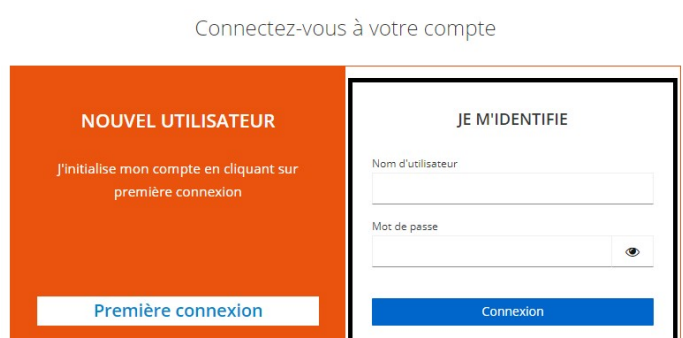 Connectez-vous à votre compte
NOUVEL UTILISATEUR
J'initialise mon compte en cliquant sur
première connexion
Première connexion
JE M'IDENTIFIE
Nom d'utilisateur
Mot de passe
Connexion